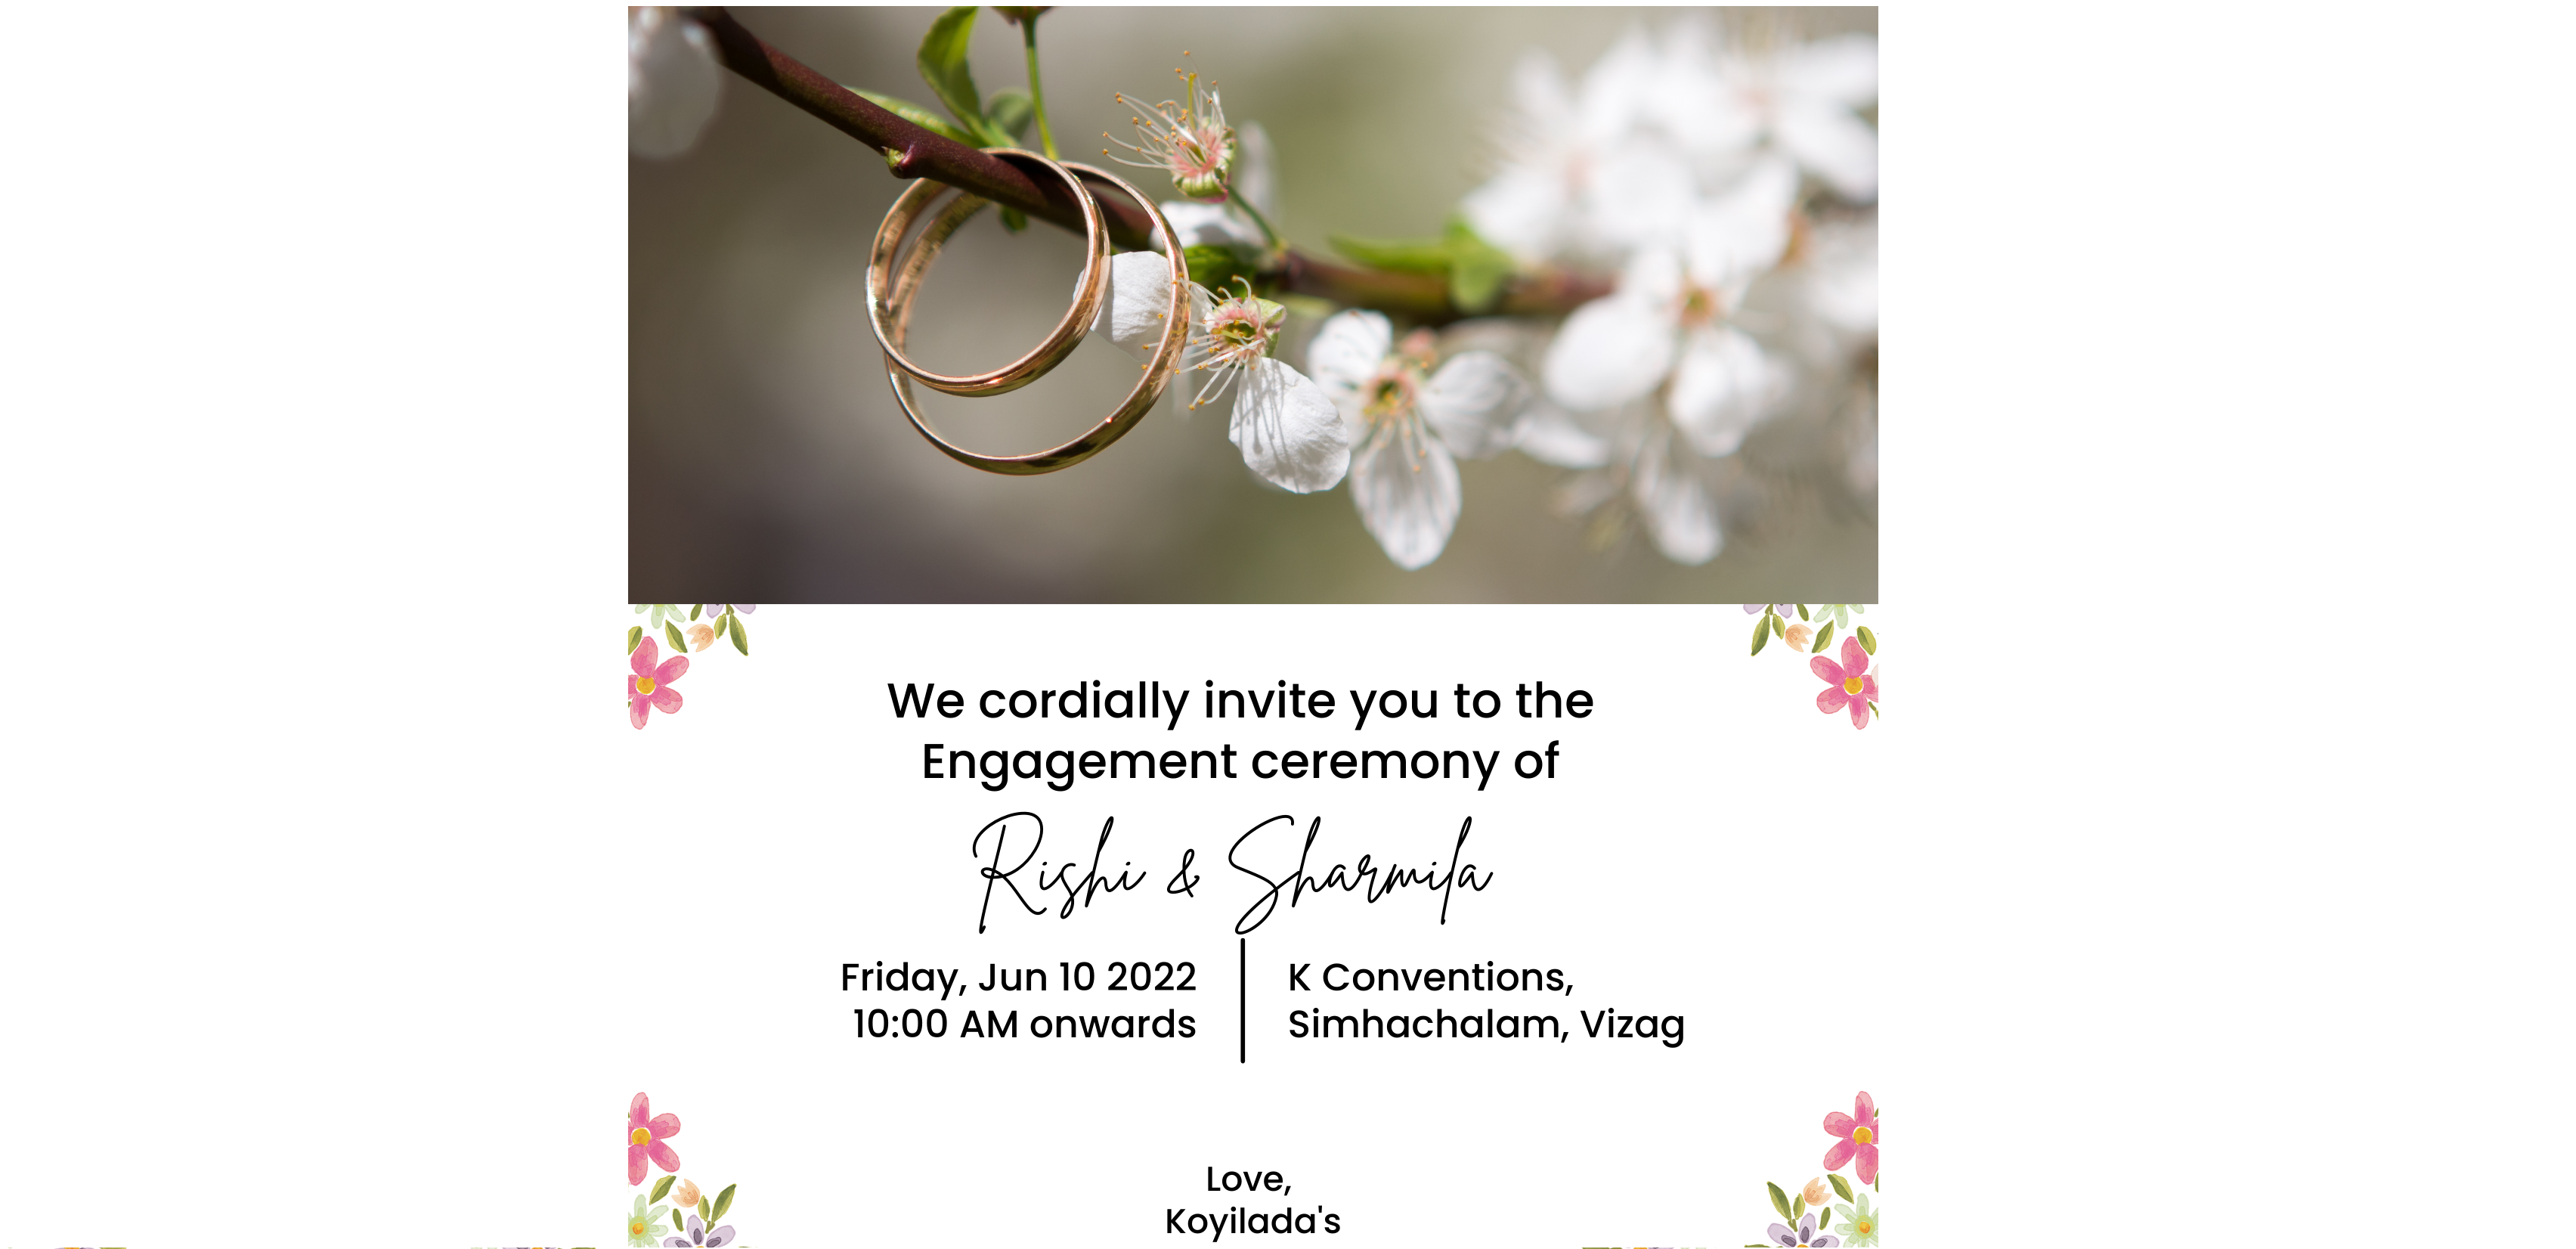 We cordially invite you to the
Engagement ceremony of
Rishi & Sharmila
Friday, Jun 10 2022
10:00 AM onwards
K Conventions,
Simhachalam, Vizag
Love,
Koyilada's